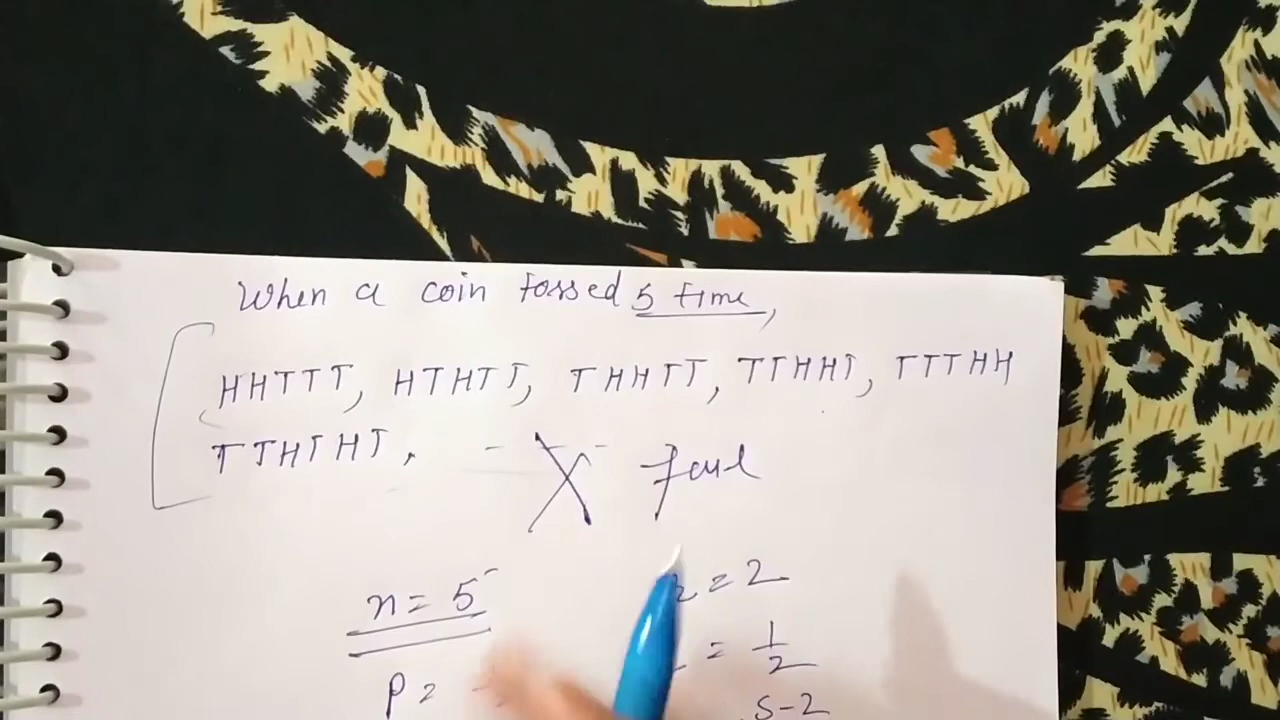 When a coin tossed 5 time,
HHTTT, HTHTT, THHTT, TTHHT, TTTHH
TTHTHT,
X fail
n = 5 = 2
p = = 1/2
5-2